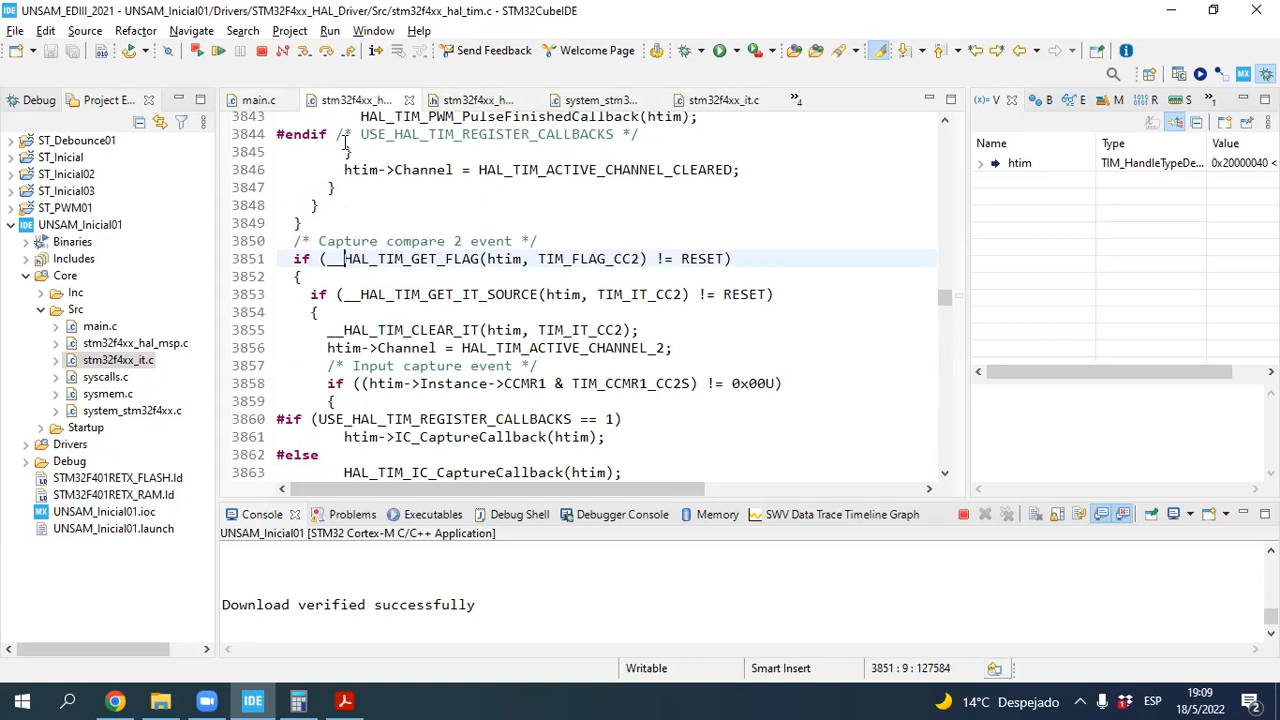 IDE UNSAM_EDIII_2021 - UNSAM_Inicial01/Drivers/STM32F4xx_HAL_Driver/Src/stm32f4xx_hal_tim.c - STM32CubeIDE
File Edit Source Refactor Navigate Search Project Run Window Help
Send Feedback Welcome Page
Debug Project E...
main.c stm32f4xx_h... stm32f4xx_h... system_stm3... stm32f4xx_it.c »4
V B E M R S »1
ST_Debounce01
ST_Inicial
ST_Inicial02
ST_Inicial03
ST_PWM01
UNSAM_Inicial01
Binaries
Includes
Core
Inc
Src
main.c
stm32f4xx_hal_msp.c
stm32f4xx_it.c
syscalls.c
sysmem.c
system_stm32f4xx.c
Startup
Drivers
Debug
STM32F401RETX_FLASH.ld
STM32F401RETX_RAM.ld
UNSAM_Inicial01.ioc
UNSAM_Inicial01.launch
3843 HAL_TIM_PWM_PulseFinishedCallback(htim);
3844 #endif /* USE_HAL_TIM_REGISTER_CALLBACKS */
3845 }
3846 htim->Channel = HAL_TIM_ACTIVE_CHANNEL_CLEARED;
3847 }
3848 }
3849 }
3850 /* Capture compare 2 event */
3851 if (__HAL_TIM_GET_FLAG(htim, TIM_FLAG_CC2) != RESET)
3852 {
3853 if (__HAL_TIM_GET_IT_SOURCE(htim, TIM_IT_CC2) != RESET)
3854 {
3855 __HAL_TIM_CLEAR_IT(htim, TIM_IT_CC2);
3856 htim->Channel = HAL_TIM_ACTIVE_CHANNEL_2;
3857 /* Input capture event */
3858 if ((htim->Instance->CCMR1 & TIM_CCMR1_CC2S) != 0x00U)
3859 {
3860 #if (USE_HAL_TIM_REGISTER_CALLBACKS == 1)
3861 htim->IC_CaptureCallback(htim);
3862 #else
3863 HAL_TIM_IC_CaptureCallback(htim);
Name Type Value
htim TIM_HandleTypeDe... 0x20000040 <
Console Problems Executables Debug Shell Debugger Console Memory SWV Data Trace Timeline Graph
UNSAM_Inicial01 [STM32 Cortex-M C/C++ Application]
Download verified successfully
Writable Smart Insert 3851 : 9 : 127584
IDE 14°C Despejado ESP 19:09
18/5/2022 2